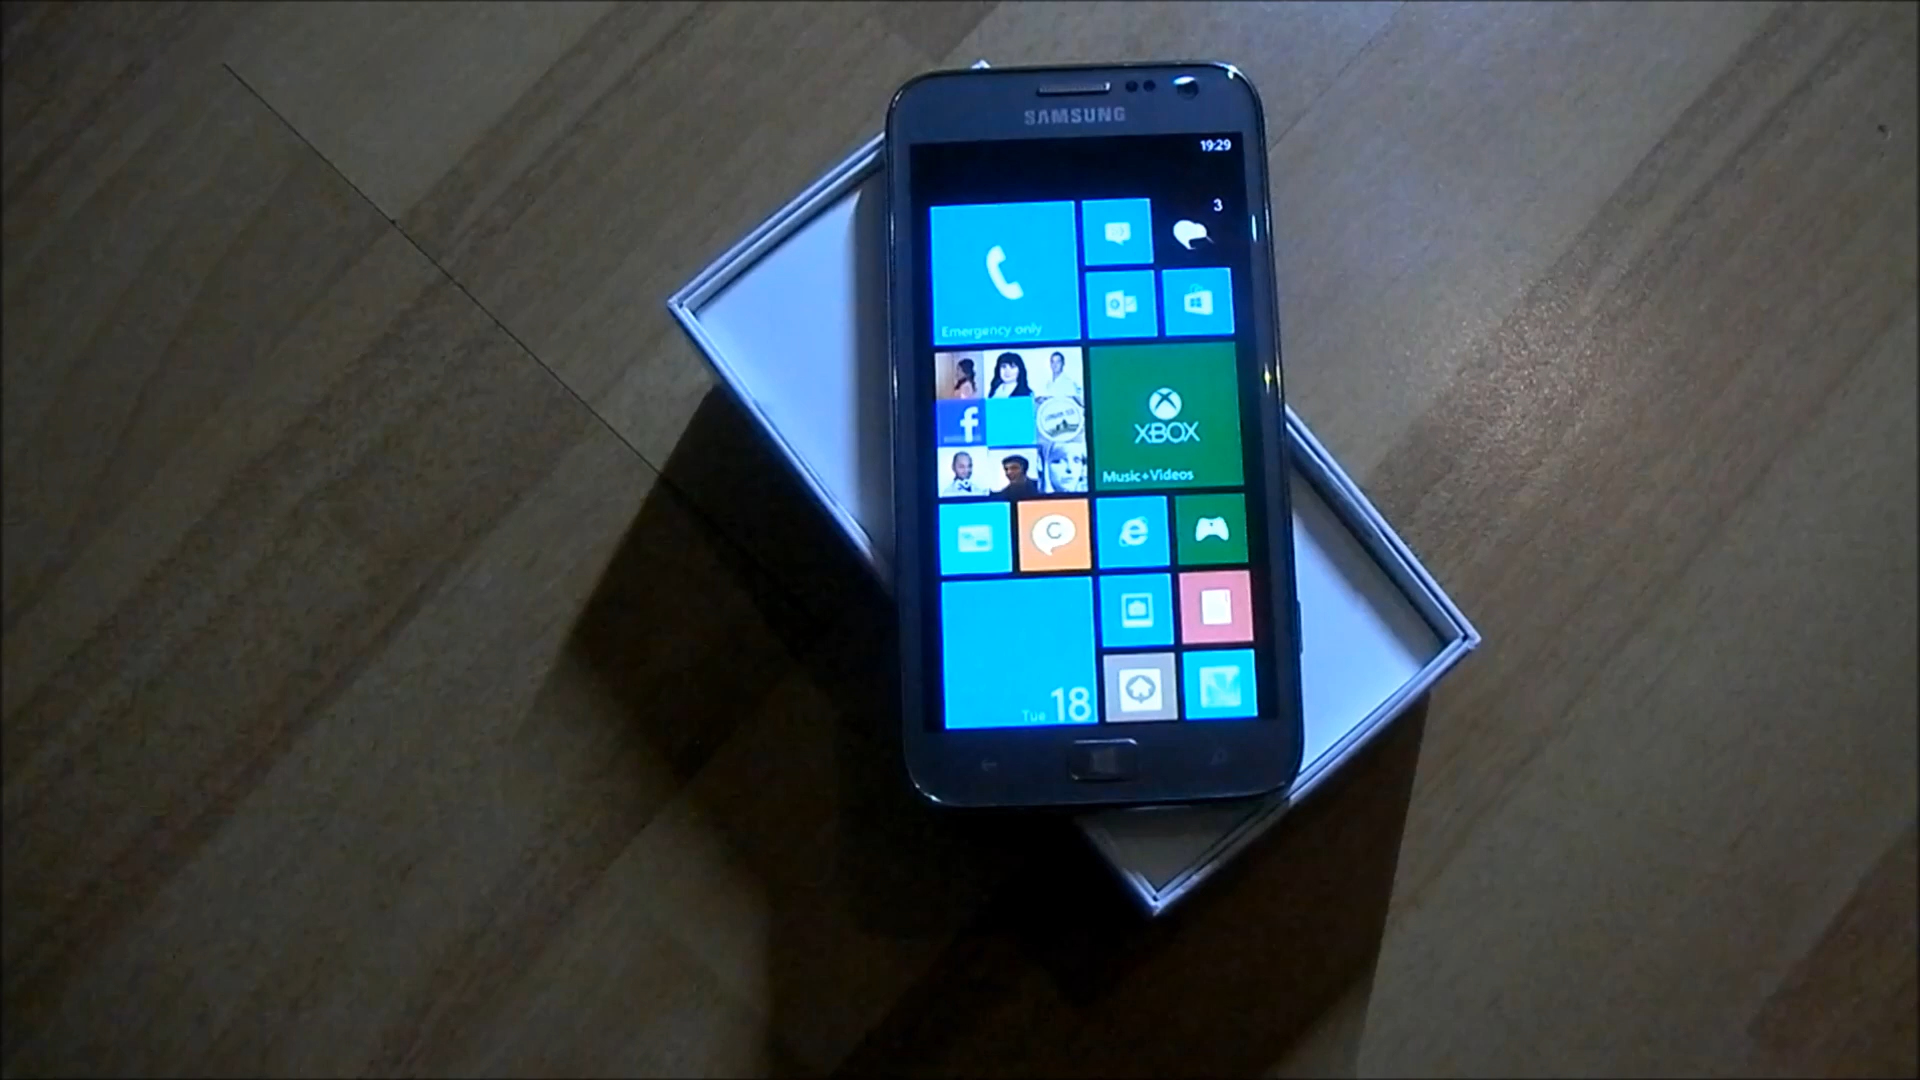 SAMSUNG
19:29
3
Emergency only
f
XBOX
Music+Videos
C
e
Tue 18